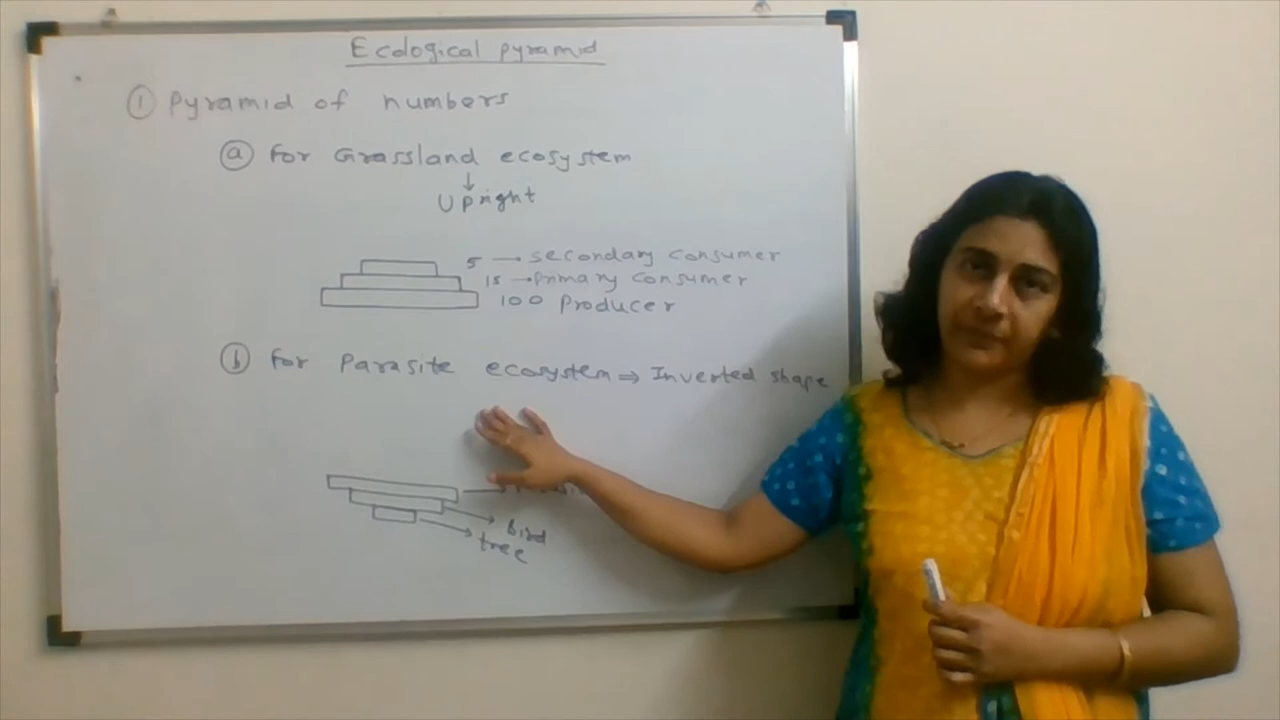 Ecological pyramid
① Pyramid of numbers
ⓐ for Grassland ecosystem
↓
Upright
5 → secondary consumer
15 → primary consumer
100 Producer
ⓑ for Parasite ecosystem ⇒ Inverted shape
→
→ Bird
→ tree